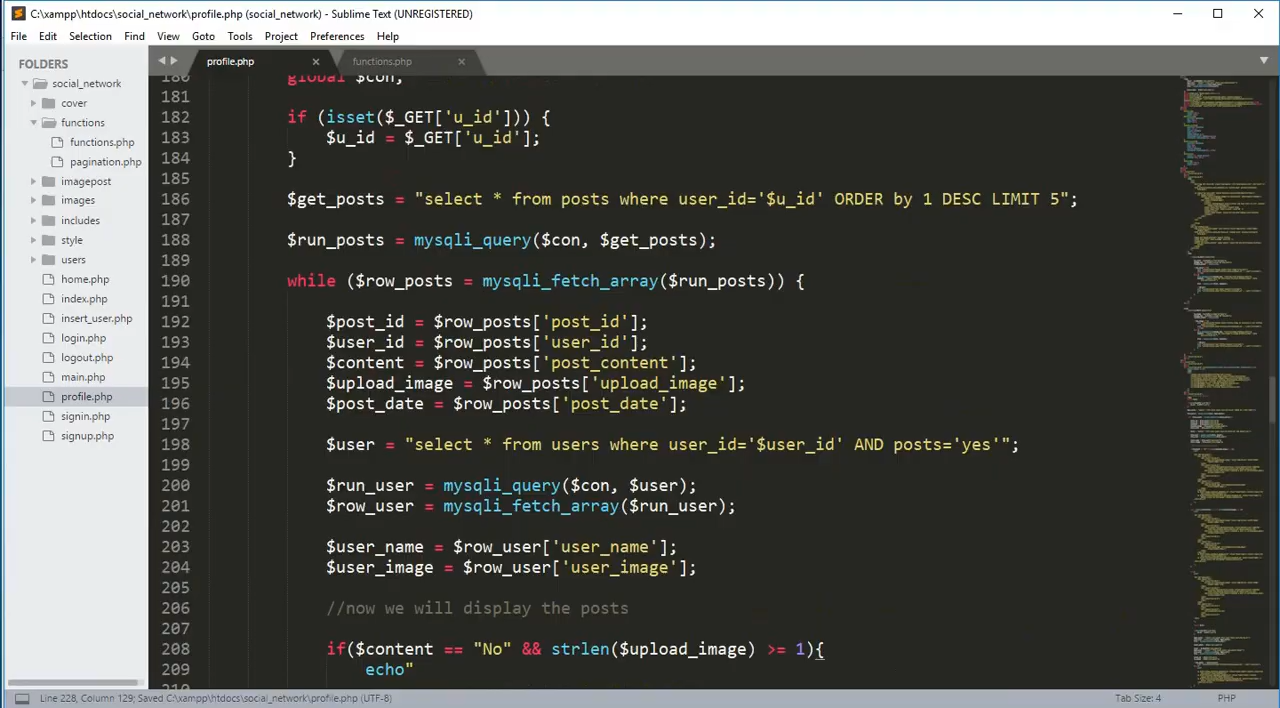 C:\xampp\htdocs\social_network\profile.php (social_network) - Sublime Text (UNREGISTERED)
File Edit Selection Find View Goto Tools Project Preferences Help
FOLDERS
social_network
cover
functions
functions.php
pagination.php
imagepost
images
includes
style
users
home.php
index.php
insert_user.php
login.php
logout.php
main.php
profile.php
signin.php
signup.php
profile.php × functions.php ×
180 global $con;
181
182 if (isset($_GET['u_id'])) {
183 $u_id = $_GET['u_id'];
184 }
185
186 $get_posts = "select * from posts where user_id='$u_id' ORDER by 1 DESC LIMIT 5";
187
188 $run_posts = mysqli_query($con, $get_posts);
189
190 while ($row_posts = mysqli_fetch_array($run_posts)) {
191
192 $post_id = $row_posts['post_id'];
193 $user_id = $row_posts['user_id'];
194 $content = $row_posts['post_content'];
195 $upload_image = $row_posts['upload_image'];
196 $post_date = $row_posts['post_date'];
197
198 $user = "select * from users where user_id='$user_id' AND posts='yes'";
199
200 $run_user = mysqli_query($con, $user);
201 $row_user = mysqli_fetch_array($run_user);
202
203 $user_name = $row_user['user_name'];
204 $user_image = $row_user['user_image'];
205
206 //now we will display the posts
207
208 if($content == "No" && strlen($upload_image) >= 1){
209 echo"
210
Line 228, Column 129; Saved C:\xampp\htdocs\social_network\profile.php (UTF-8) Tab Size: 4 PHP